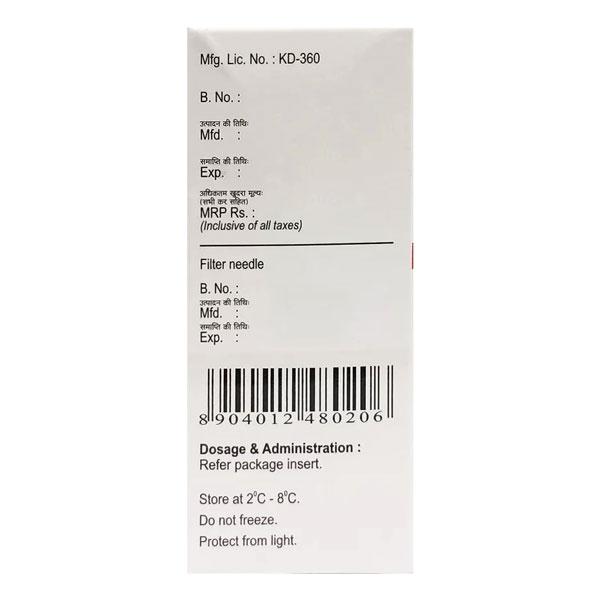 Mfg. Lic. No. : KD-360
B. No. :
उत्पादन की तिथिः
Mfd. :
समाप्ति की तिथिः
Exp. :
अधिकतम खुदरा मूल्यः
(सभी कर सहित)
MRP Rs. :
(Inclusive of all taxes)
Filter needle
B. No. :
उत्पादन की तिथिः
Mfd. :
समाप्ति की तिथिः
Exp. :
8 904012 480206
Dosage & Administration :
Refer package insert.
Store at 2⁰C - 8⁰C.
Do not freeze.
Protect from light.